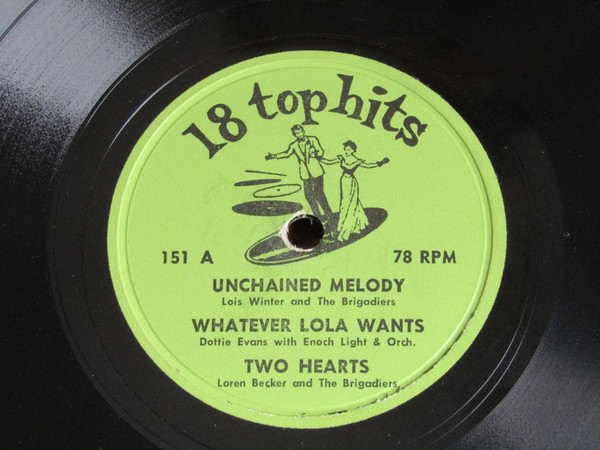 18 top hits
151 A 78 RPM
UNCHAINED MELODY
Lois Winter and The Brigadiers
WHATEVER LOLA WANTS
Dottie Evans with Enoch Light & Orch.
TWO HEARTS
Loren Becker and The Brigadiers